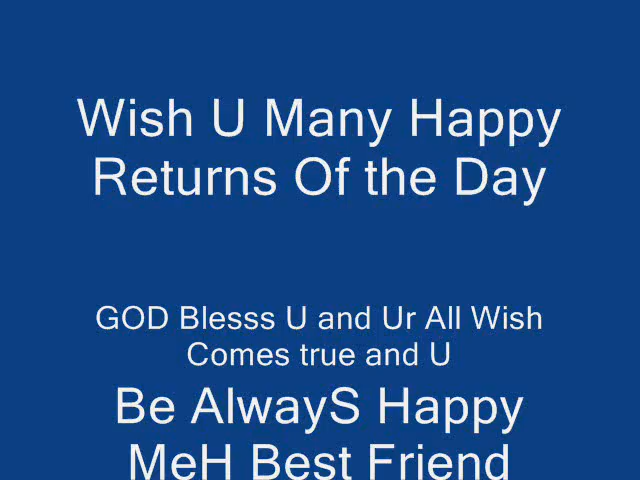 Wish U Many Happy
Returns Of the Day
GOD Blesss U and Ur All Wish
Comes true and U
Be AlwayS Happy
MeH Best Friend